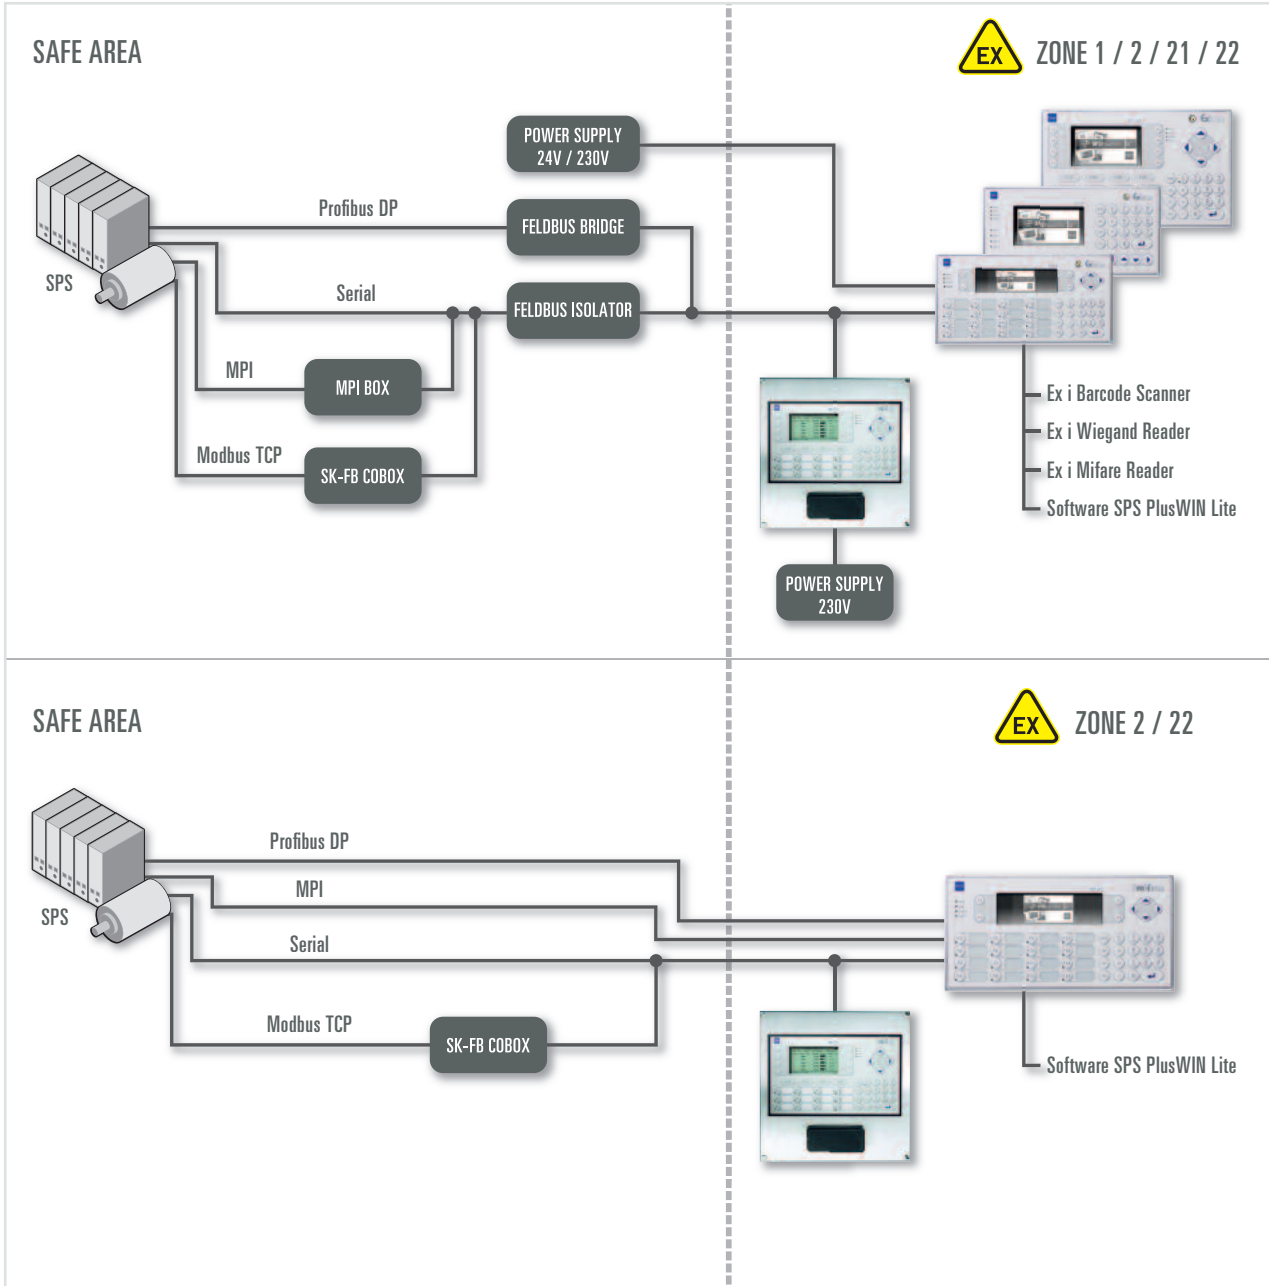 SAFE AREA
EX
ZONE 1 / 2 / 21 / 22
POWER SUPPLY
24V / 230V
Profibus DP
FELDBUS BRIDGE
SPS
Serial
FELDBUS ISOLATOR
MPI
MPI BOX
Ex i Barcode Scanner
Ex i Wiegand Reader
Modbus TCP
SK-FB COBOX
Ex i Mifare Reader
Software SPS PlusWIN Lite
POWER SUPPLY
230V
SAFE AREA
EX
ZONE 2 / 22
Profibus DP
MPI
SPS
Serial
Modbus TCP
SK-FB COBOX
Software SPS PlusWIN Lite